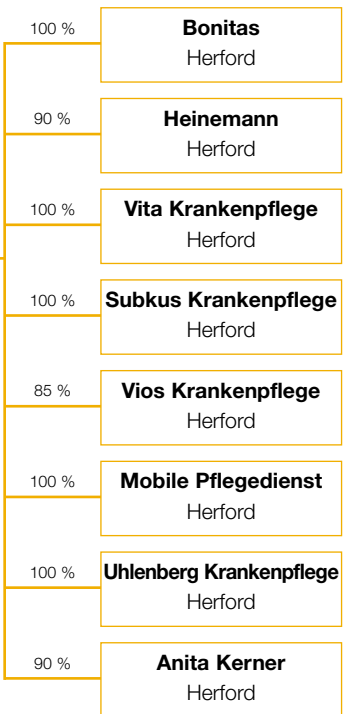 100 %
Bonitas
Herford
90 %
Heinemann
Herford
100 %
Vita Krankenpflege
Herford
100 %
Subkus Krankenpflege
Herford
85 %
Vios Krankenpflege
Herford
100 %
Mobile Pflegedienst
Herford
100 %
Uhlenberg Krankenpflege
Herford
90 %
Anita Kerner
Herford